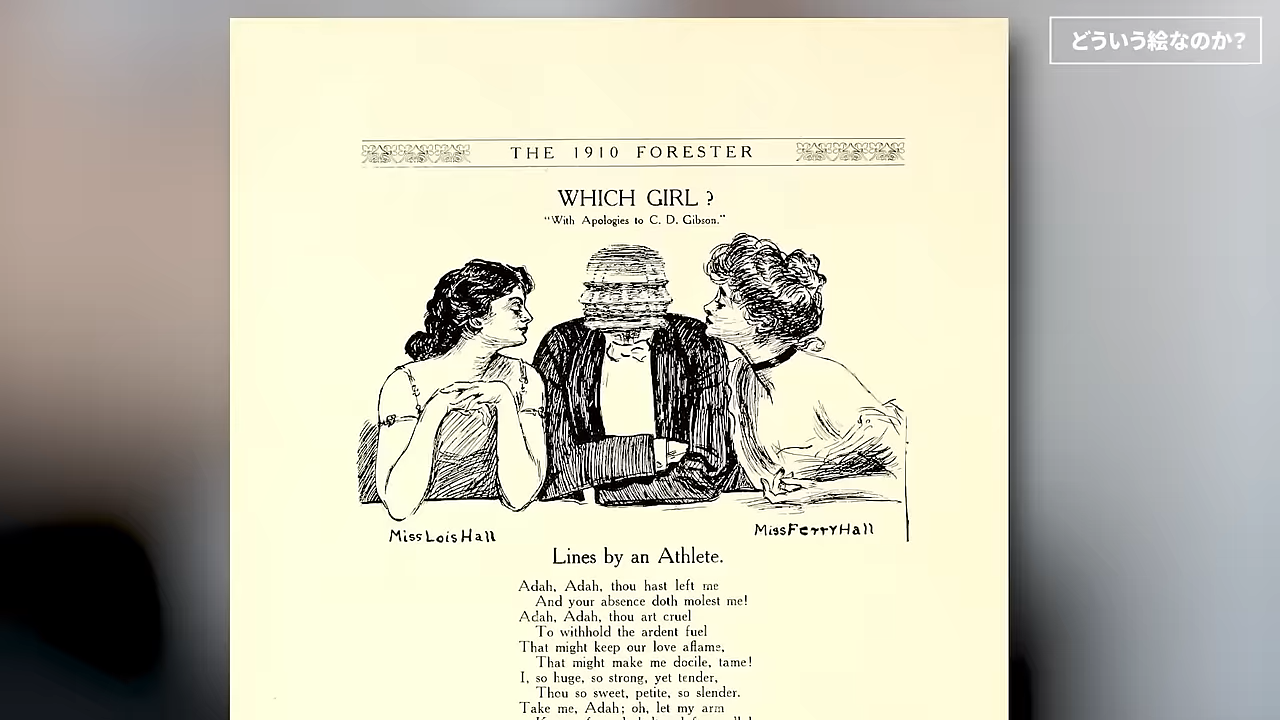 どういう絵なのか?
THE 1910 FORESTER
WHICH GIRL ?
"With Apologies to C. D. Gibson."
Miss Lois Hall
Miss Ferry Hall
Lines by an Athlete.
Adah, Adah, thou hast left me
And your absence doth molest me!
Adah, Adah, thou art cruel
To withhold the ardent fuel
That might keep our love aflame,
That might make me docile, tame!
I, so huge, so strong, yet tender,
Thou so sweet, petite, so slender.
Take me, Adah; oh, let my arm